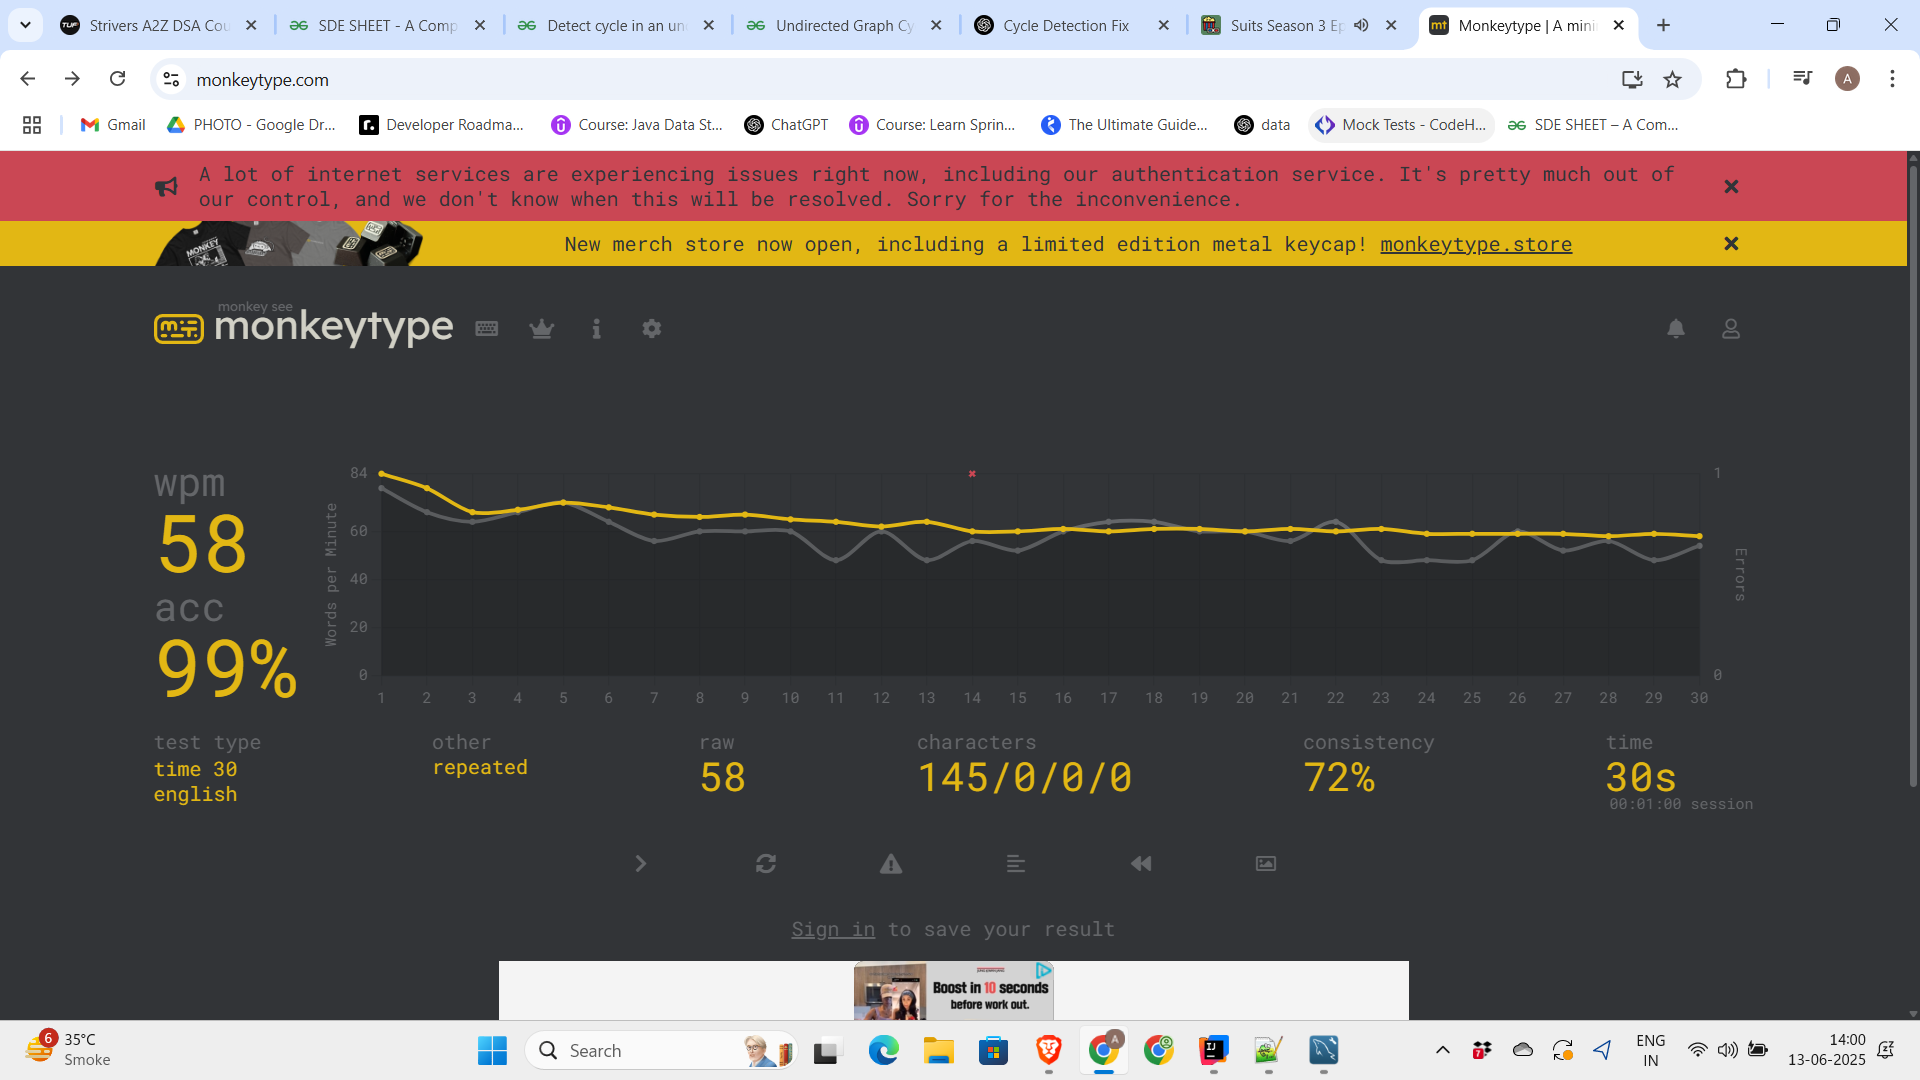 Strivers A2Z DSA Cou
SDE SHEET - A Comp
Detect cycle in an un
Undirected Graph Cy
Cycle Detection Fix
Suits Season 3 Ep
Monkeytype | A mini
monkeytype.com
A
Gmail
PHOTO - Google Dr...
Developer Roadma...
Course: Java Data St...
ChatGPT
Course: Learn Sprin...
The Ultimate Guide...
data
Mock Tests - CodeH...
SDE SHEET – A Com...
A lot of internet services are experiencing issues right now, including our authentication service. It's pretty much out of
our control, and we don't know when this will be resolved. Sorry for the inconvenience.
New merch store now open, including a limited edition metal keycap! monkeytype.store
monkey see
monkeytype
wpm
58
acc
99%
Words per Minute
84
60
40
20
0
1 2 3 4 5 6 7 8 9 10 11 12 13 14 15 16 17 18 19 20 21 22 23 24 25 26 27 28 29 30
1
0
Errors
test type
time 30
english
other
repeated
raw
58
characters
145/0/0/0
consistency
72%
time
30s
00:01:00 session
Sign in to save your result
Boost in 10 seconds
before work out.
6
35°C
Smoke
Search
A
7
ENG
IN
14:00
13-06-2025